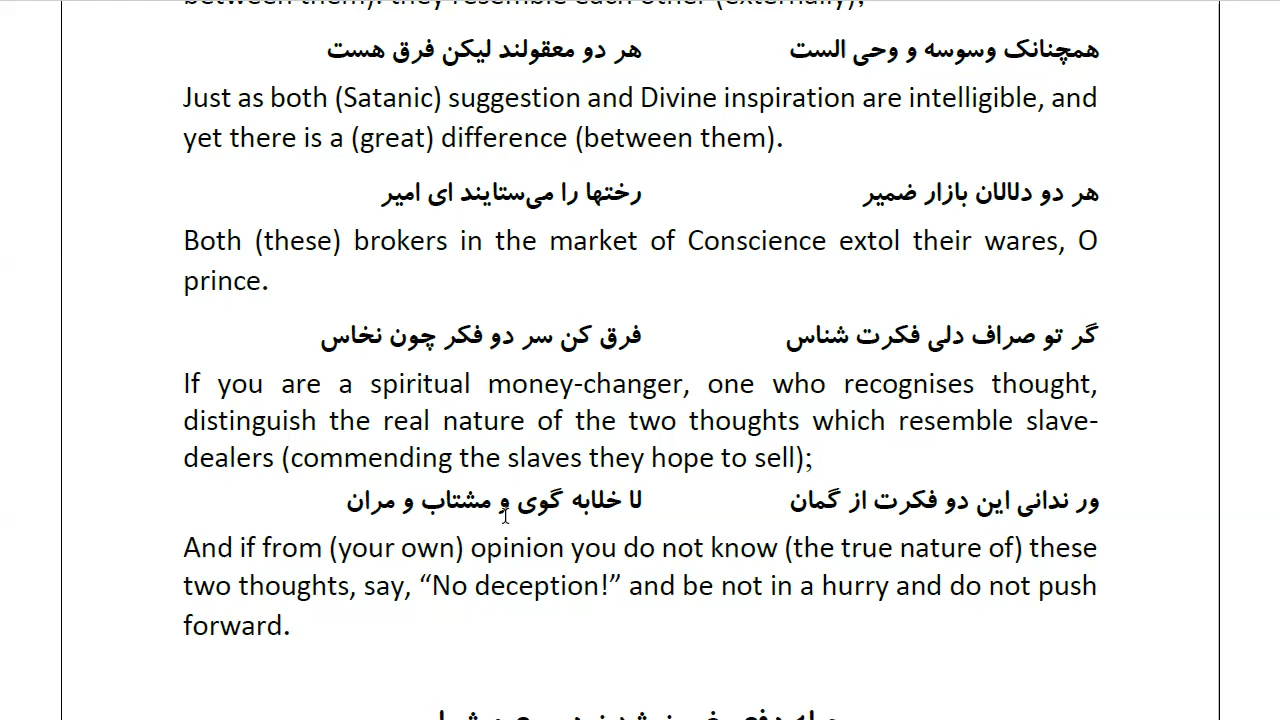 between them): they resemble each other (externally);
همچنانک وسوسه و وحی الست هر دو معقولند لیکن فرق هست
Just as both (Satanic) suggestion and Divine inspiration are intelligible, and
yet there is a (great) difference (between them).
هر دو دلالان بازار ضمیر رختها را می‌ستایند ای امیر
Both (these) brokers in the market of Conscience extol their wares, O
prince.
گر تو صراف دلی فکرت شناس فرق کن سر دو فکر چون نخاس
If you are a spiritual money-changer, one who recognises thought,
distinguish the real nature of the two thoughts which resemble slave-
dealers (commending the slaves they hope to sell);
ور ندانی این دو فکرت از گمان لا خلابه گوی و مشتاب و مران
And if from (your own) opinion you do not know (the true nature of) these
two thoughts, say, “No deception!” and be not in a hurry and do not push
forward.